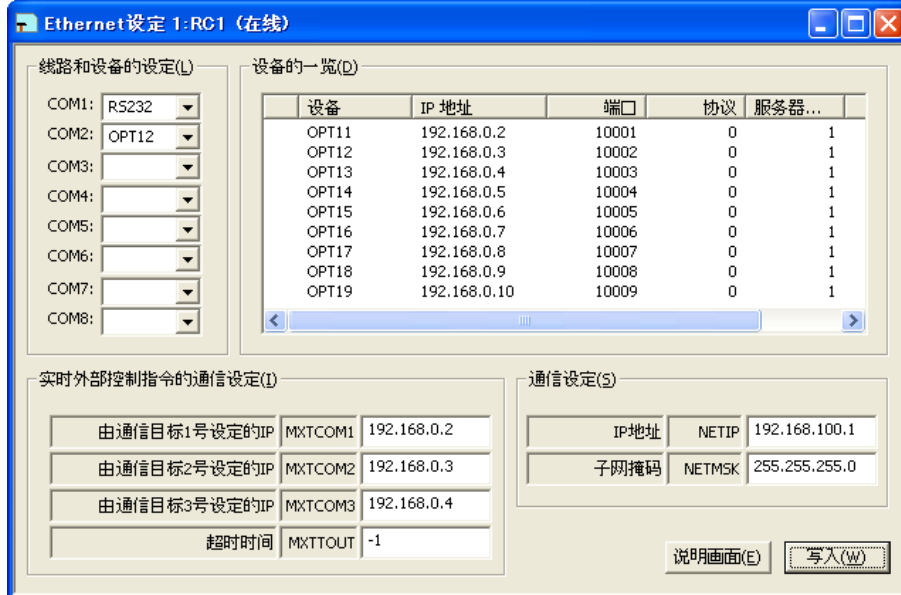 Ethernet设定 1:RC1 (在线)
线路和设备的设定(L)
COM1: RS232
COM2: OPT12
COM3:
COM4:
COM5:
COM6:
COM7:
COM8:
设备的一览(D)
设备 IP 地址 端口 协议 服务器...
OPT11 192.168.0.2 10001 0 1
OPT12 192.168.0.3 10002 0 1
OPT13 192.168.0.4 10003 0 1
OPT14 192.168.0.5 10004 0 1
OPT15 192.168.0.6 10005 0 1
OPT16 192.168.0.7 10006 0 1
OPT17 192.168.0.8 10007 0 1
OPT18 192.168.0.9 10008 0 1
OPT19 192.168.0.10 10009 0 1
实时外部控制指令的通信设定(I)
由通信目标1号设定的IP MXTCOM1 192.168.0.2
由通信目标2号设定的IP MXTCOM2 192.168.0.3
由通信目标3号设定的IP MXTCOM3 192.168.0.4
超时时间 MXTTOUT -1
通信设定(S)
IP地址 NETIP 192.168.100.1
子网掩码 NETMSK 255.255.255.0
说明画面(E) 写入(W)